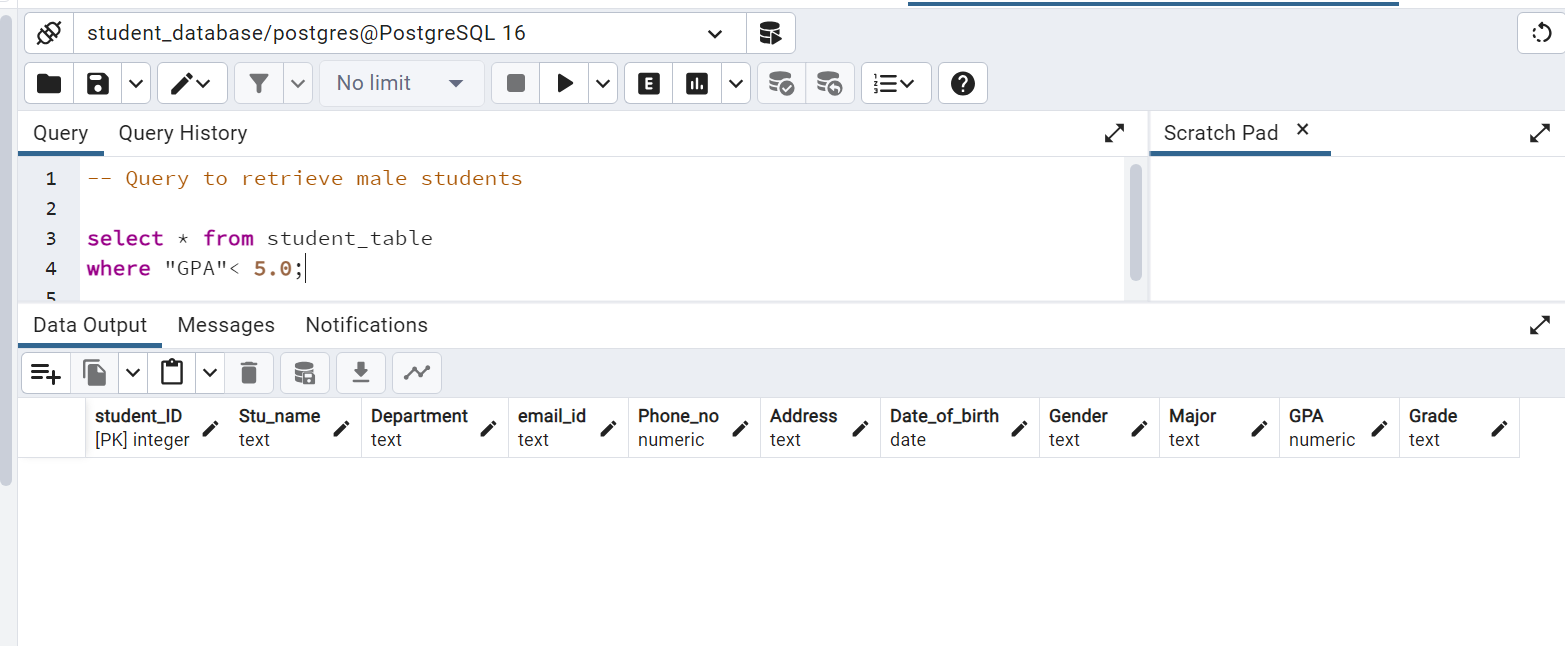 student_database/postgres@PostgreSQL 16
No limit
E
Query Query History
Scratch Pad
1 -- Query to retrieve male students
2
3 select * from student_table
4 where "GPA"< 5.0;
5
Data Output Messages Notifications
student_ID Stu_name Department email_id Phone_no Address Date_of_birth Gender Major GPA Grade
[PK] integer text text text numeric text date text text numeric text